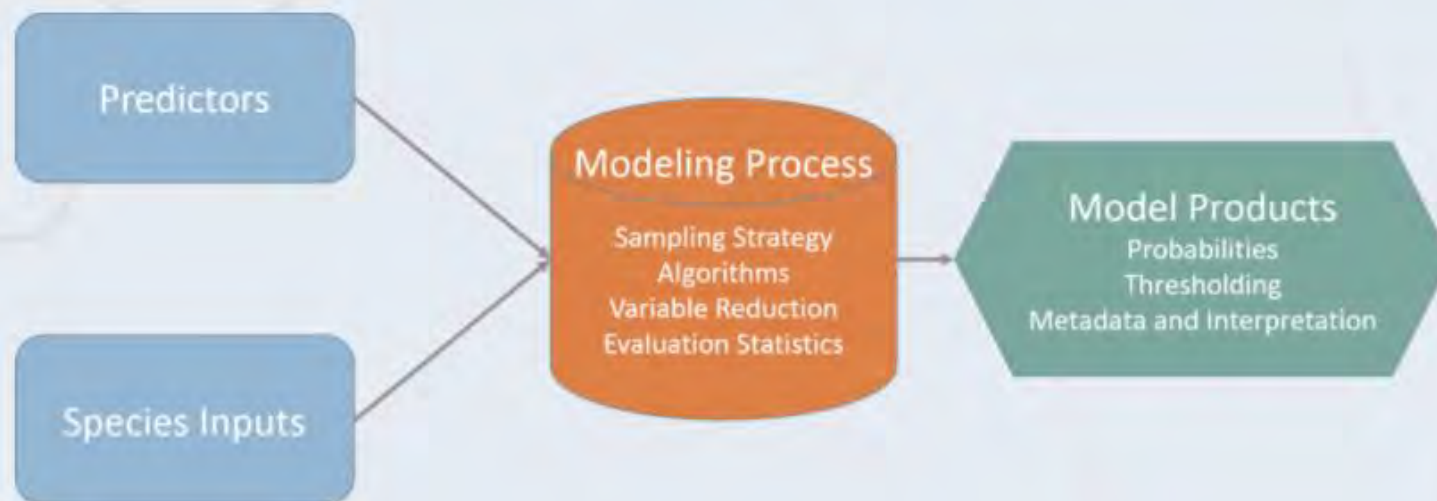 Predictors
Species Inputs
Modeling Process
Sampling Strategy
Algorithms
Variable Reduction
Evaluation Statistics
Model Products
Probabilities
Thresholding
Metadata and Interpretation